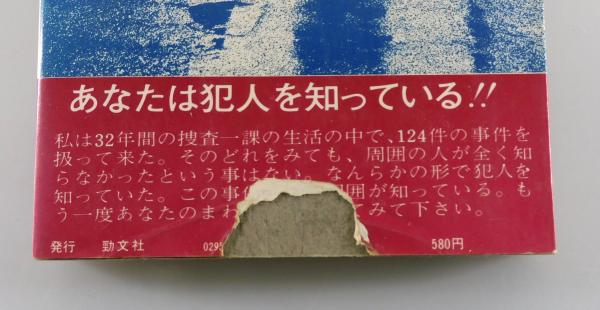 あなたは犯人を知っている!!
私は32年間の捜査一課の生活の中で、124件の事件を
扱って来た。そのどれをみても、周囲の人が全く知
らなかったという事はない。なんらかの形で犯人を
知っていた。この事 周囲が知っている。も
う一度あなたのまわ みて下さい。
発行 勁文社 0295 580円